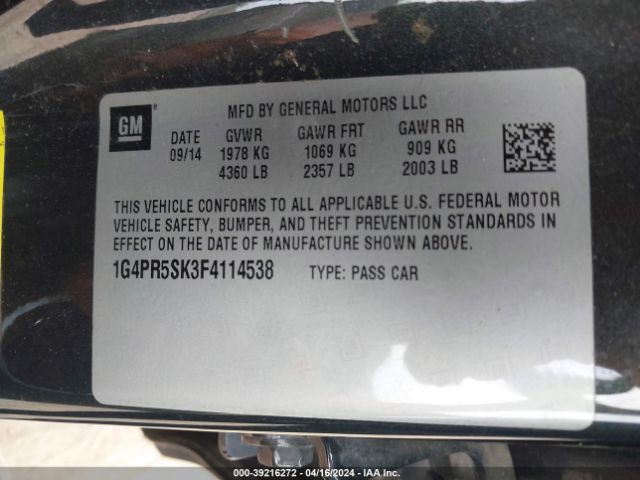 GM
MFD BY GENERAL MOTORS LLC
DATE GVWR GAWR FRT GAWR RR
09/14 1978 KG 1069 KG 909 KG
4360 LB 2357 LB 2003 LB
THIS VEHICLE CONFORMS TO ALL APPLICABLE U.S. FEDERAL MOTOR
VEHICLE SAFETY, BUMPER, AND THEFT PREVENTION STANDARDS IN
EFFECT ON THE DATE OF MANUFACTURE SHOWN ABOVE.
1G4PR5SK3F4114538 TYPE: PASS CAR
000-39216272 - 04/16/2024 - IAA Inc.